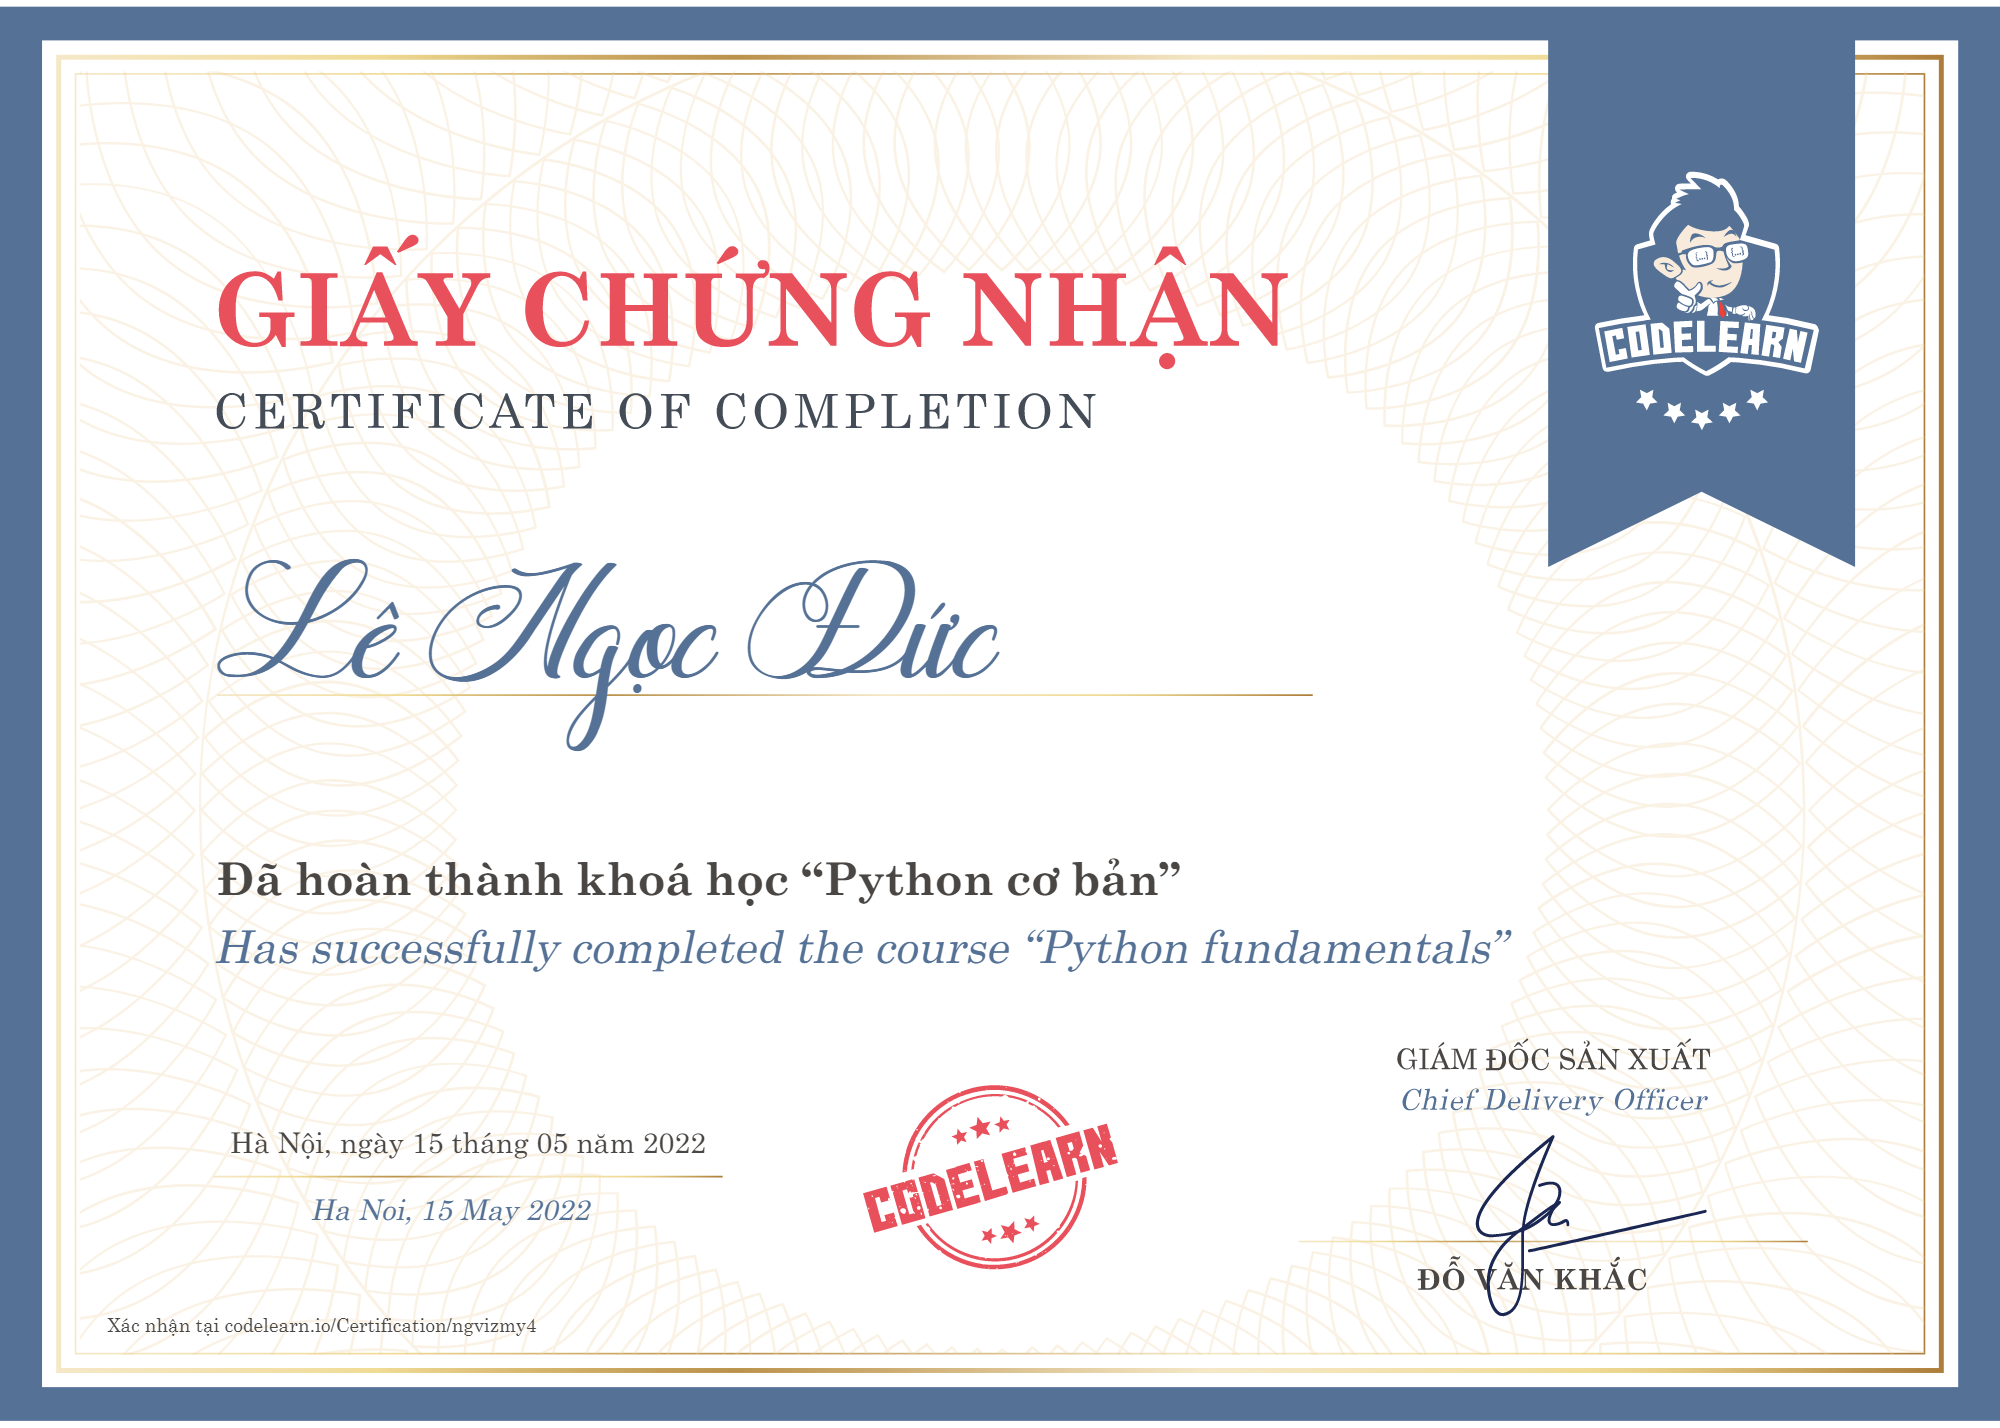 GIẤY CHỨNG NHẬN
CERTIFICATE OF COMPLETION
CODELEARN
Lê Ngọc Đức
Đã hoàn thành khoá học “Python cơ bản”
Has successfully completed the course “Python fundamentals”
GIÁM ĐỐC SẢN XUẤT
Chief Delivery Officer
Hà Nội, ngày 15 tháng 05 năm 2022
Ha Noi, 15 May 2022
CODELEARN
ĐỖ VĂN KHẮC
Xác nhận tại codelearn.io/Certification/ngvizmy4